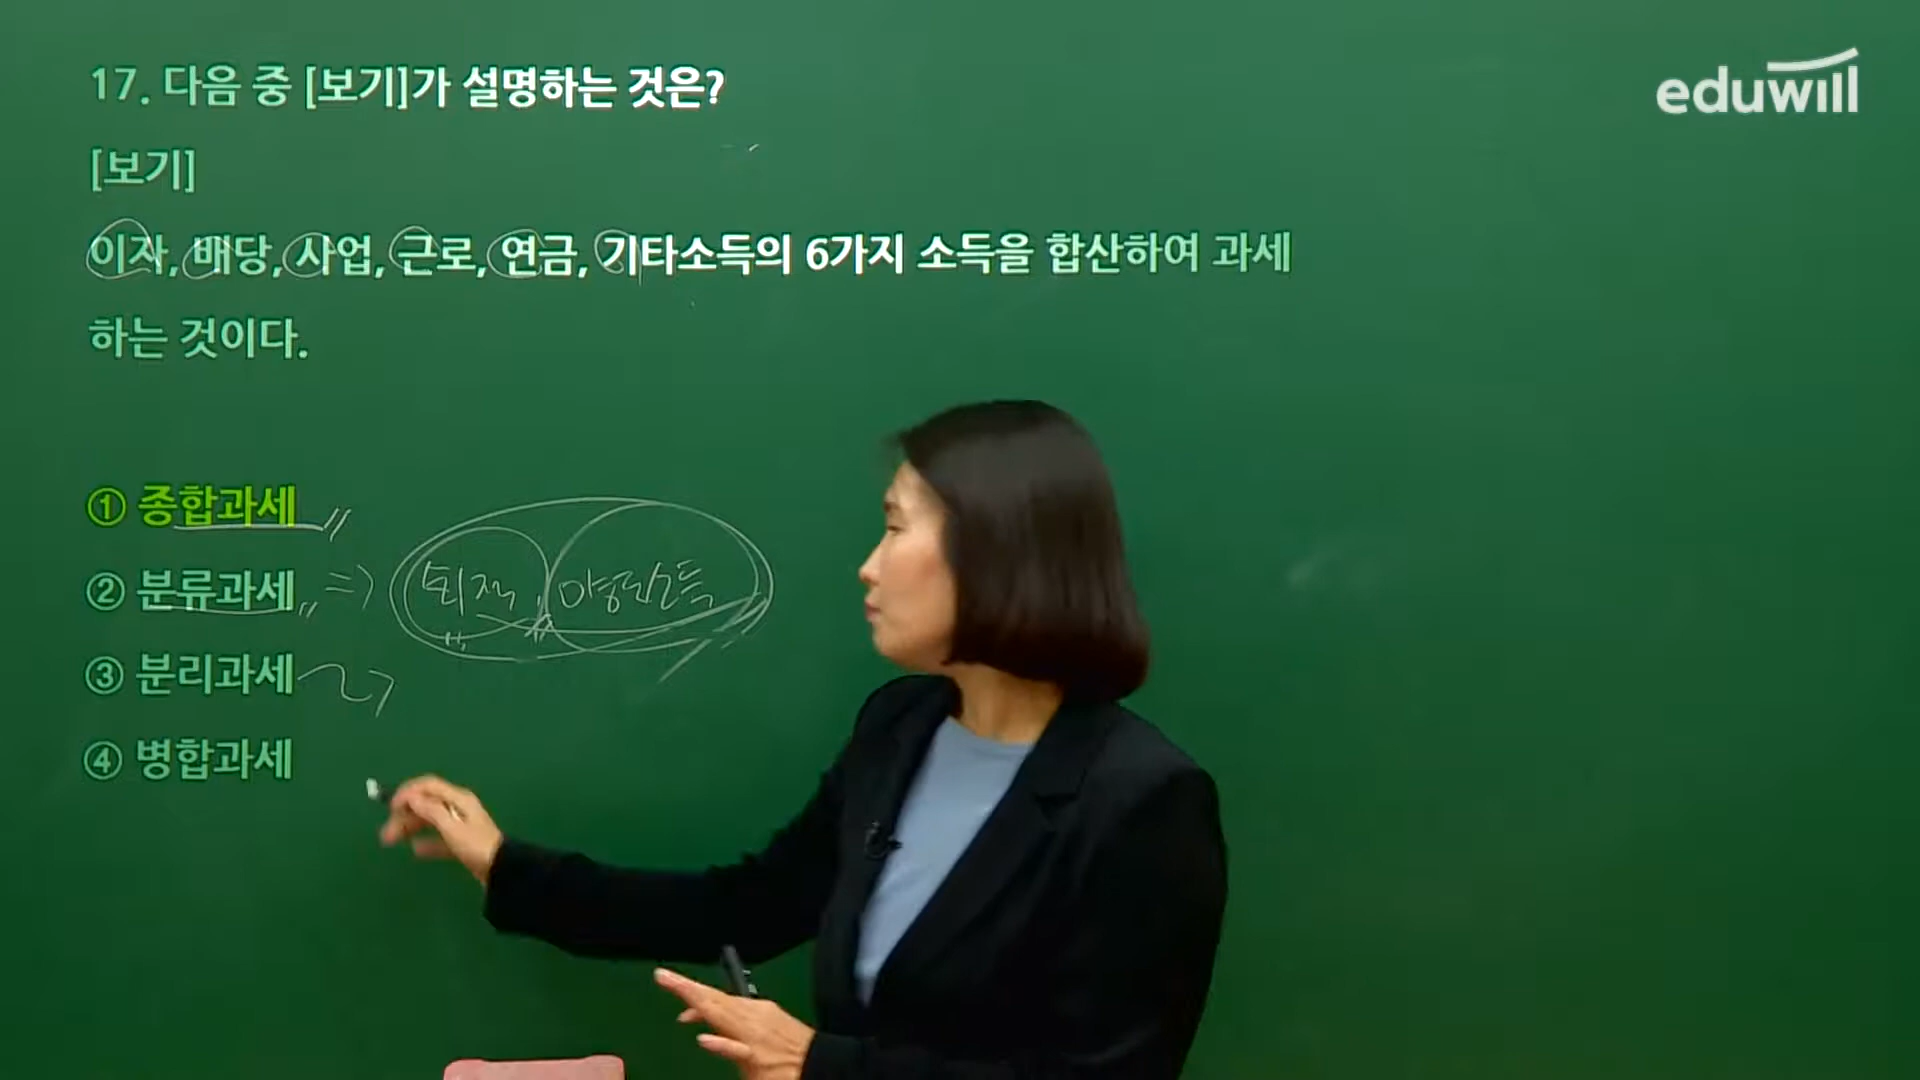 eduwill
17. 다음 중 [보기]가 설명하는 것은?
[보기]
이자, 배당, 사업, 근로, 연금, 기타소득의 6가지 소득을 합산하여 과세
하는 것이다.
① 종합과세
② 분류과세 => 퇴직, 양도소득
③ 분리과세
④ 병합과세